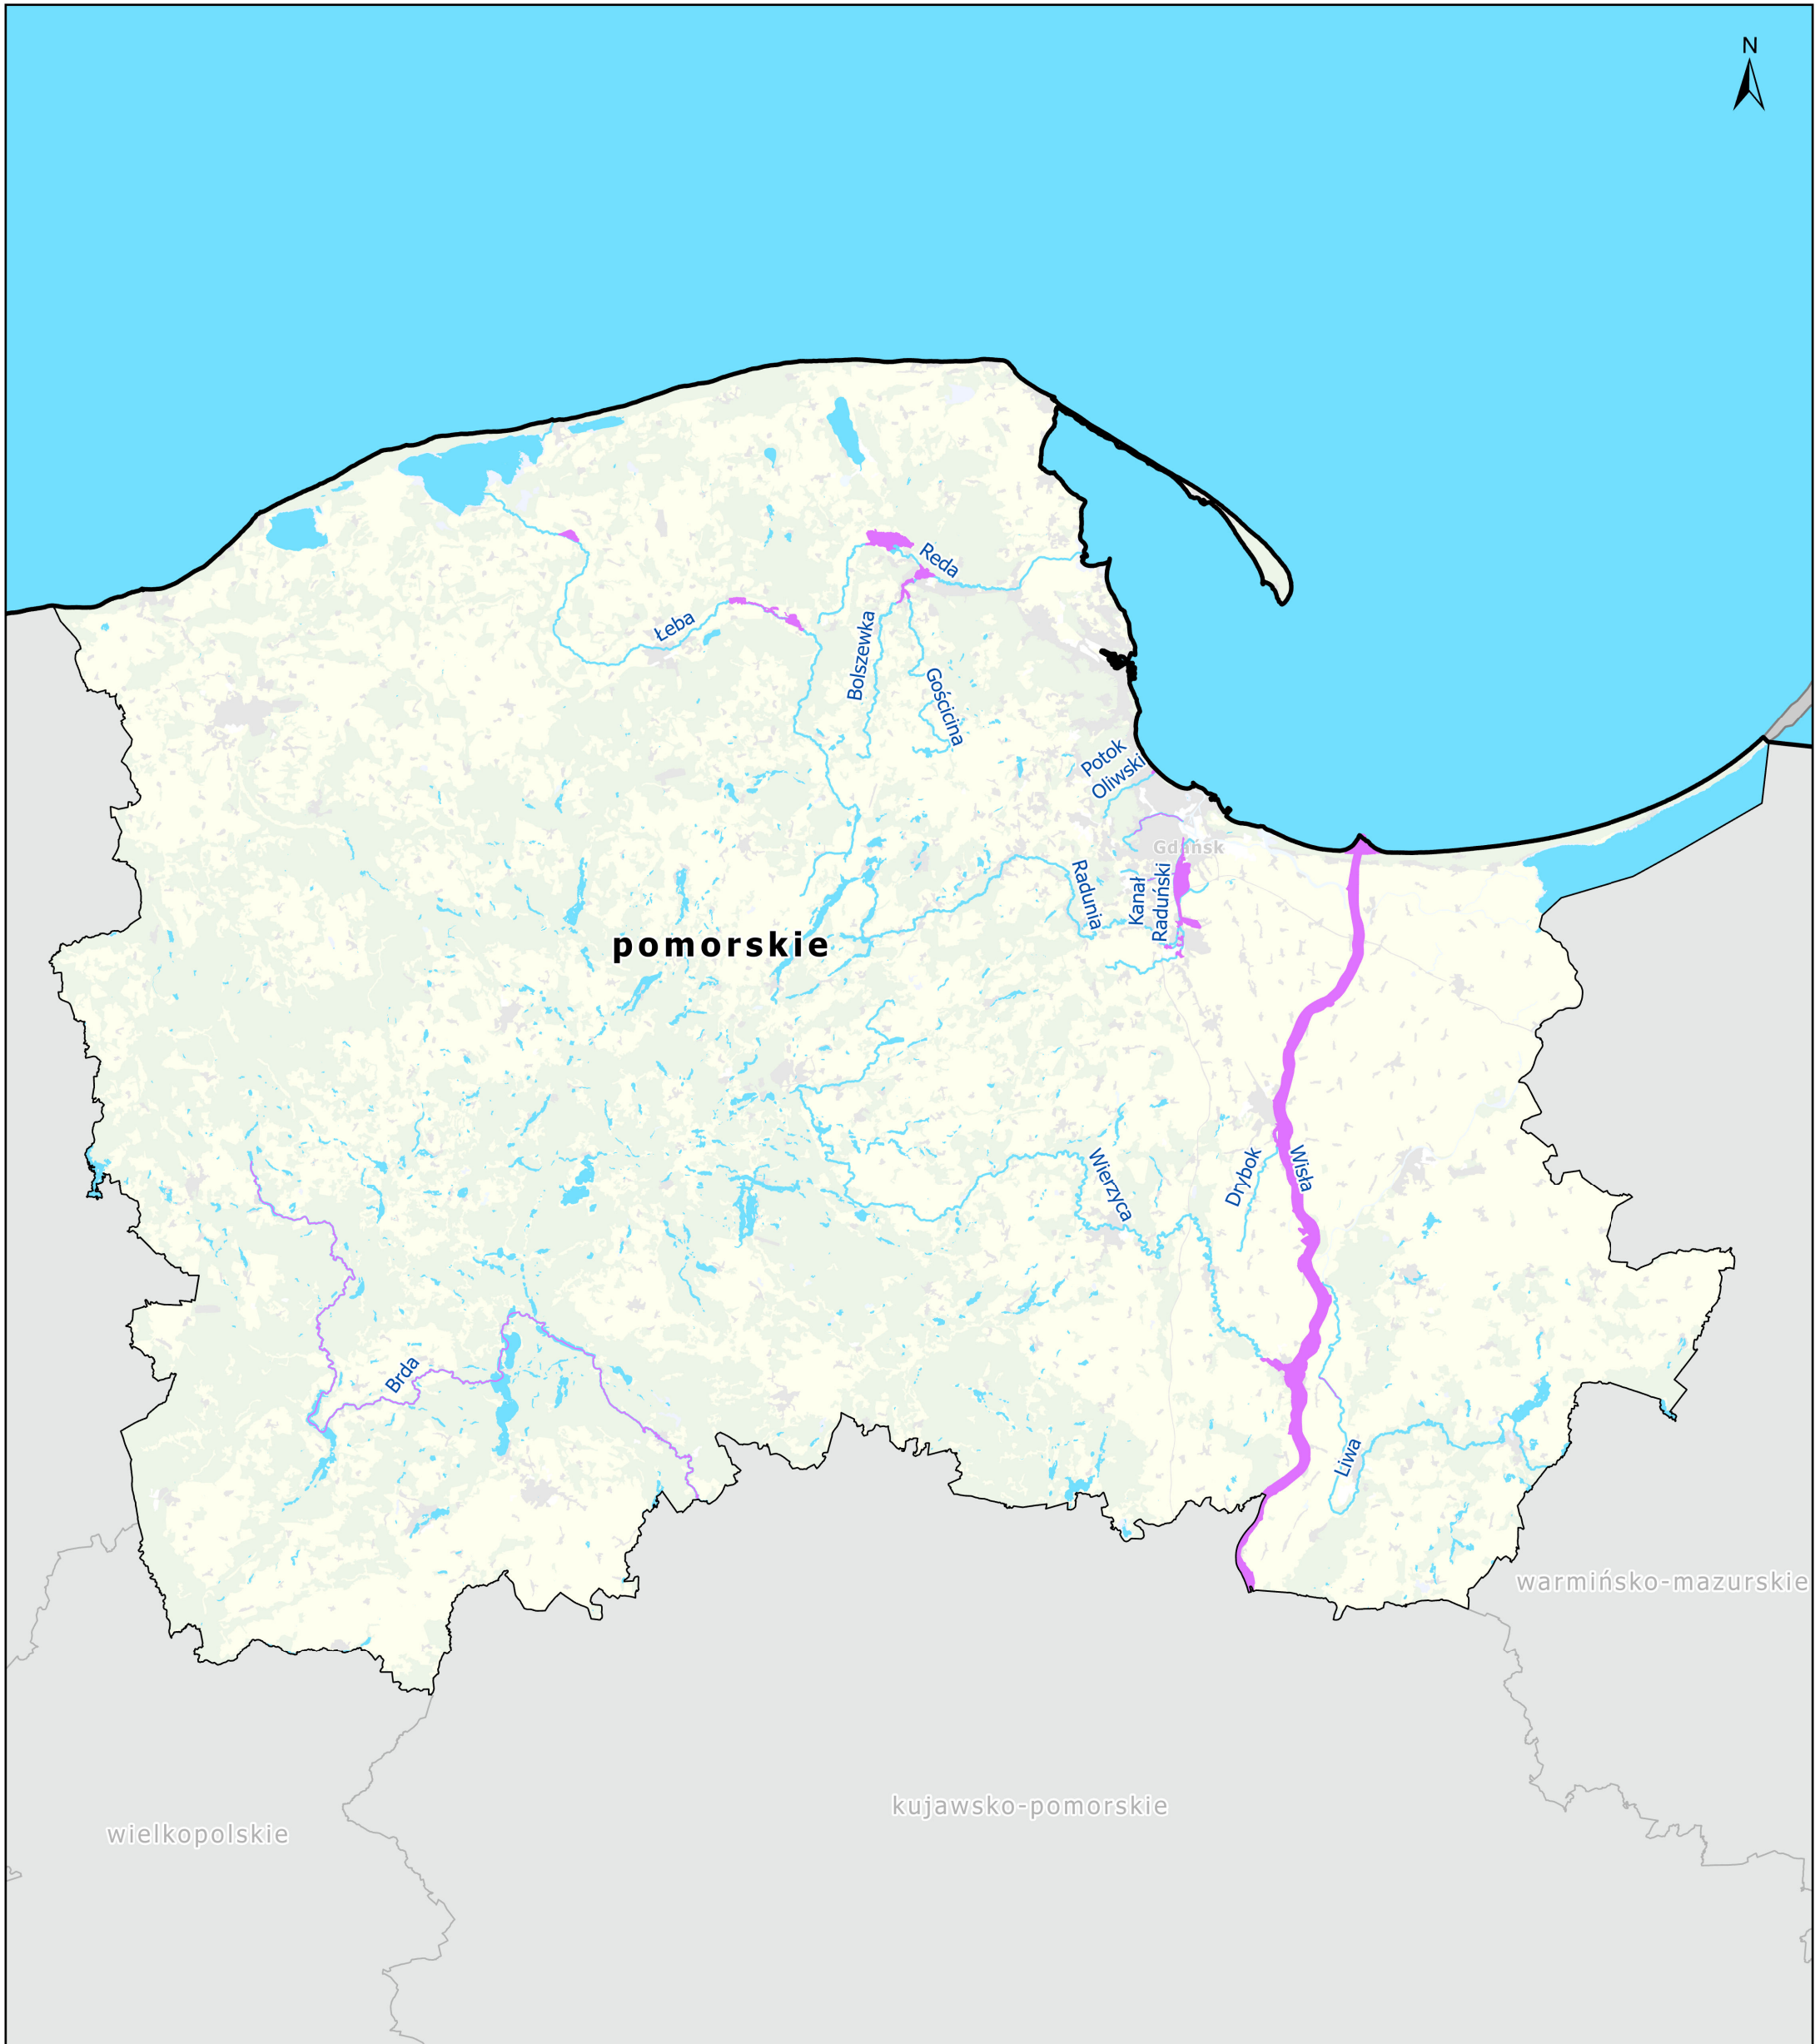 N
Reda
Łeba
Bolszewka
Gościcina
Potok
Oliwski
Gdańsk
Radunia
Kanał
Raduński
pomorskie
Wierzyca
Drybok
Wisła
Brda
Liwa
warmińsko-mazurskie
kujawsko-pomorskie
wielkopolskie